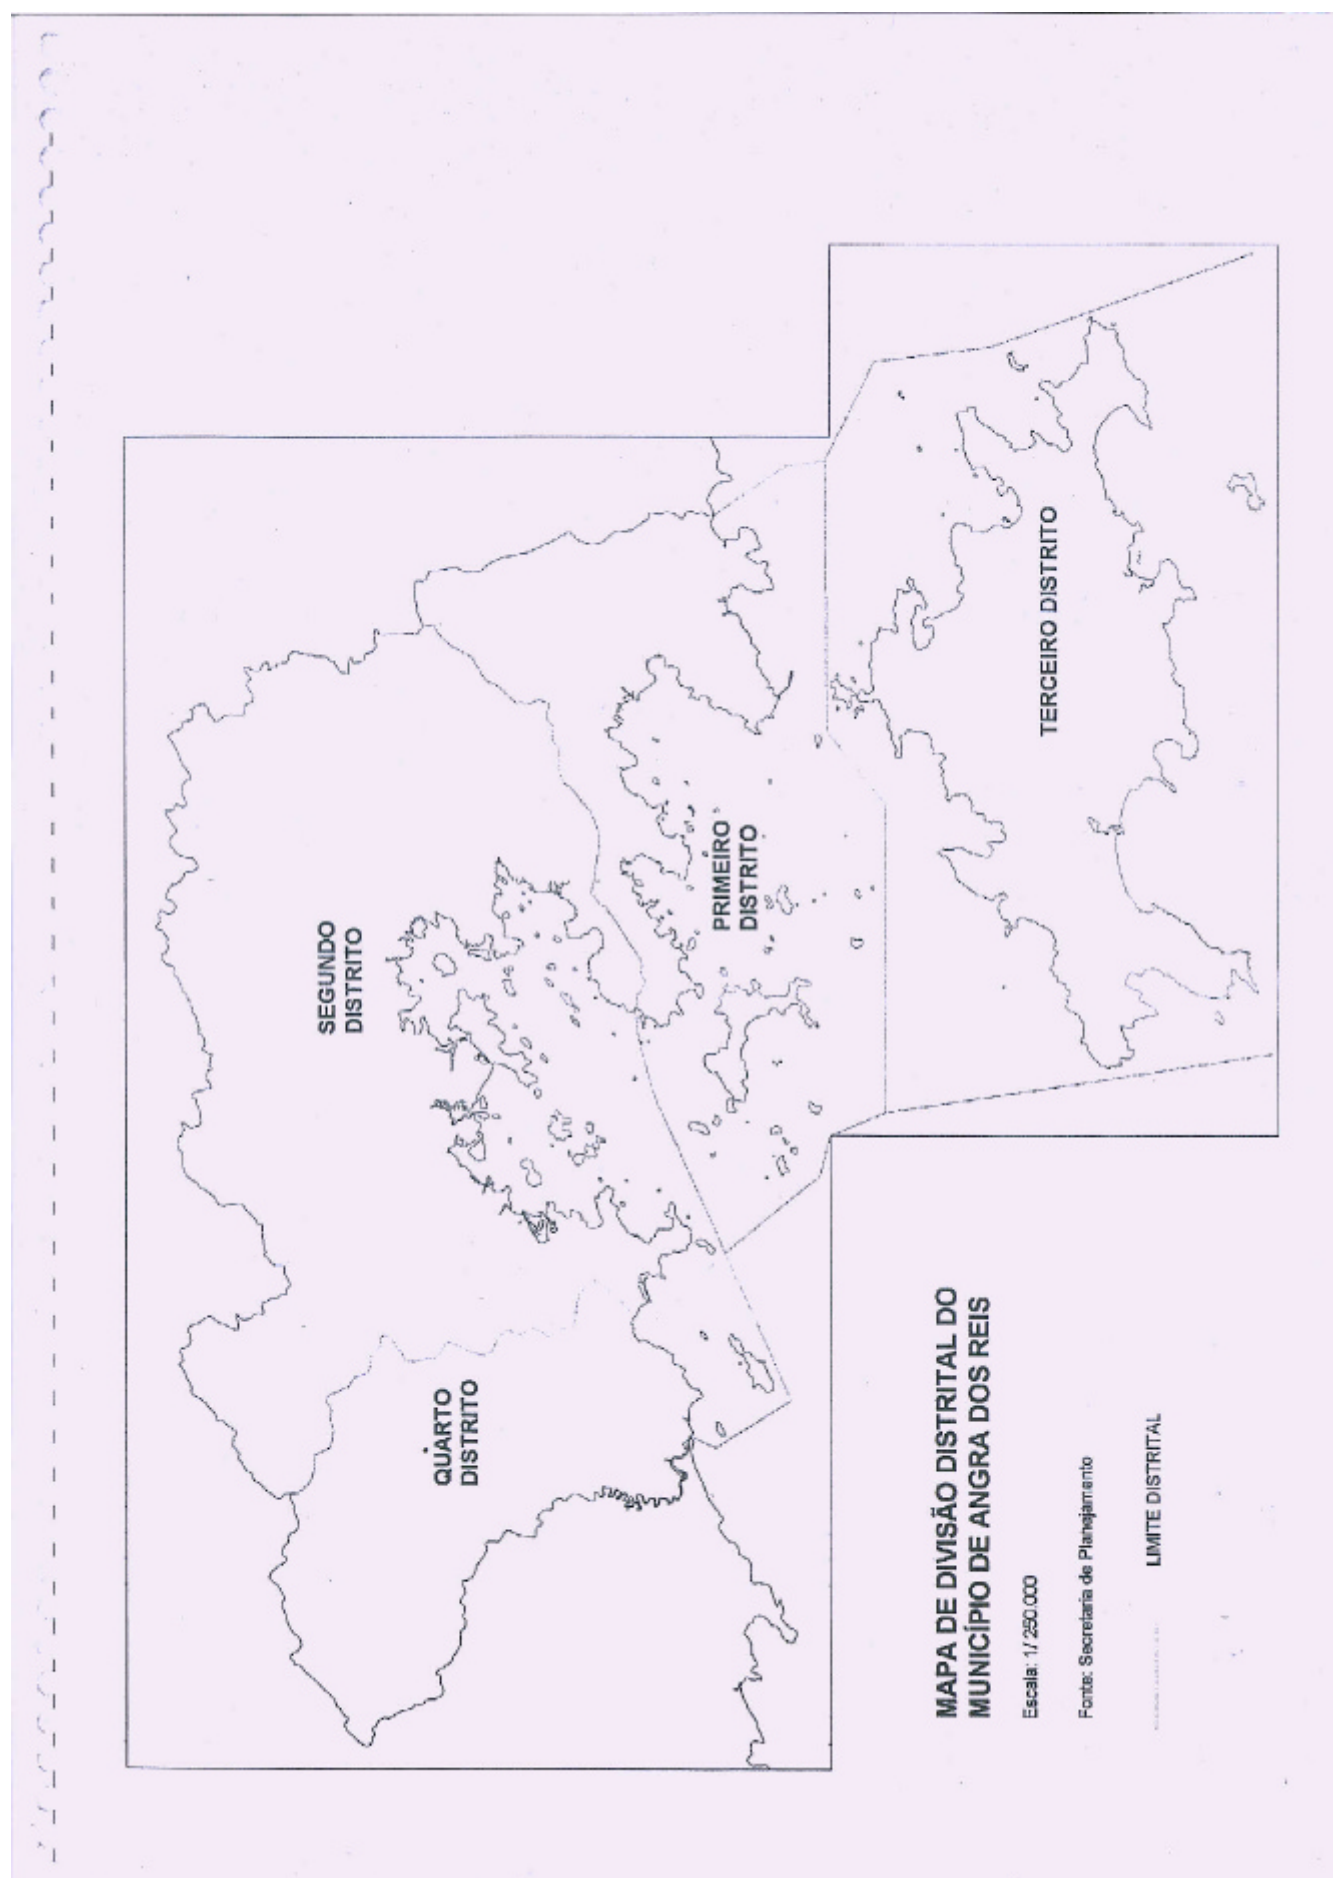 SEGUNDO
DISTRITO
QUARTO
DISTRITO
PRIMEIRO
DISTRITO
TERCEIRO DISTRITO
MAPA DE DIVISÃO DISTRITAL DO
MUNICÍPIO DE ANGRA DOS REIS
Escala: 1/ 250.000
Fonte: Secretaria de Planejamento
LIMITE DISTRITAL